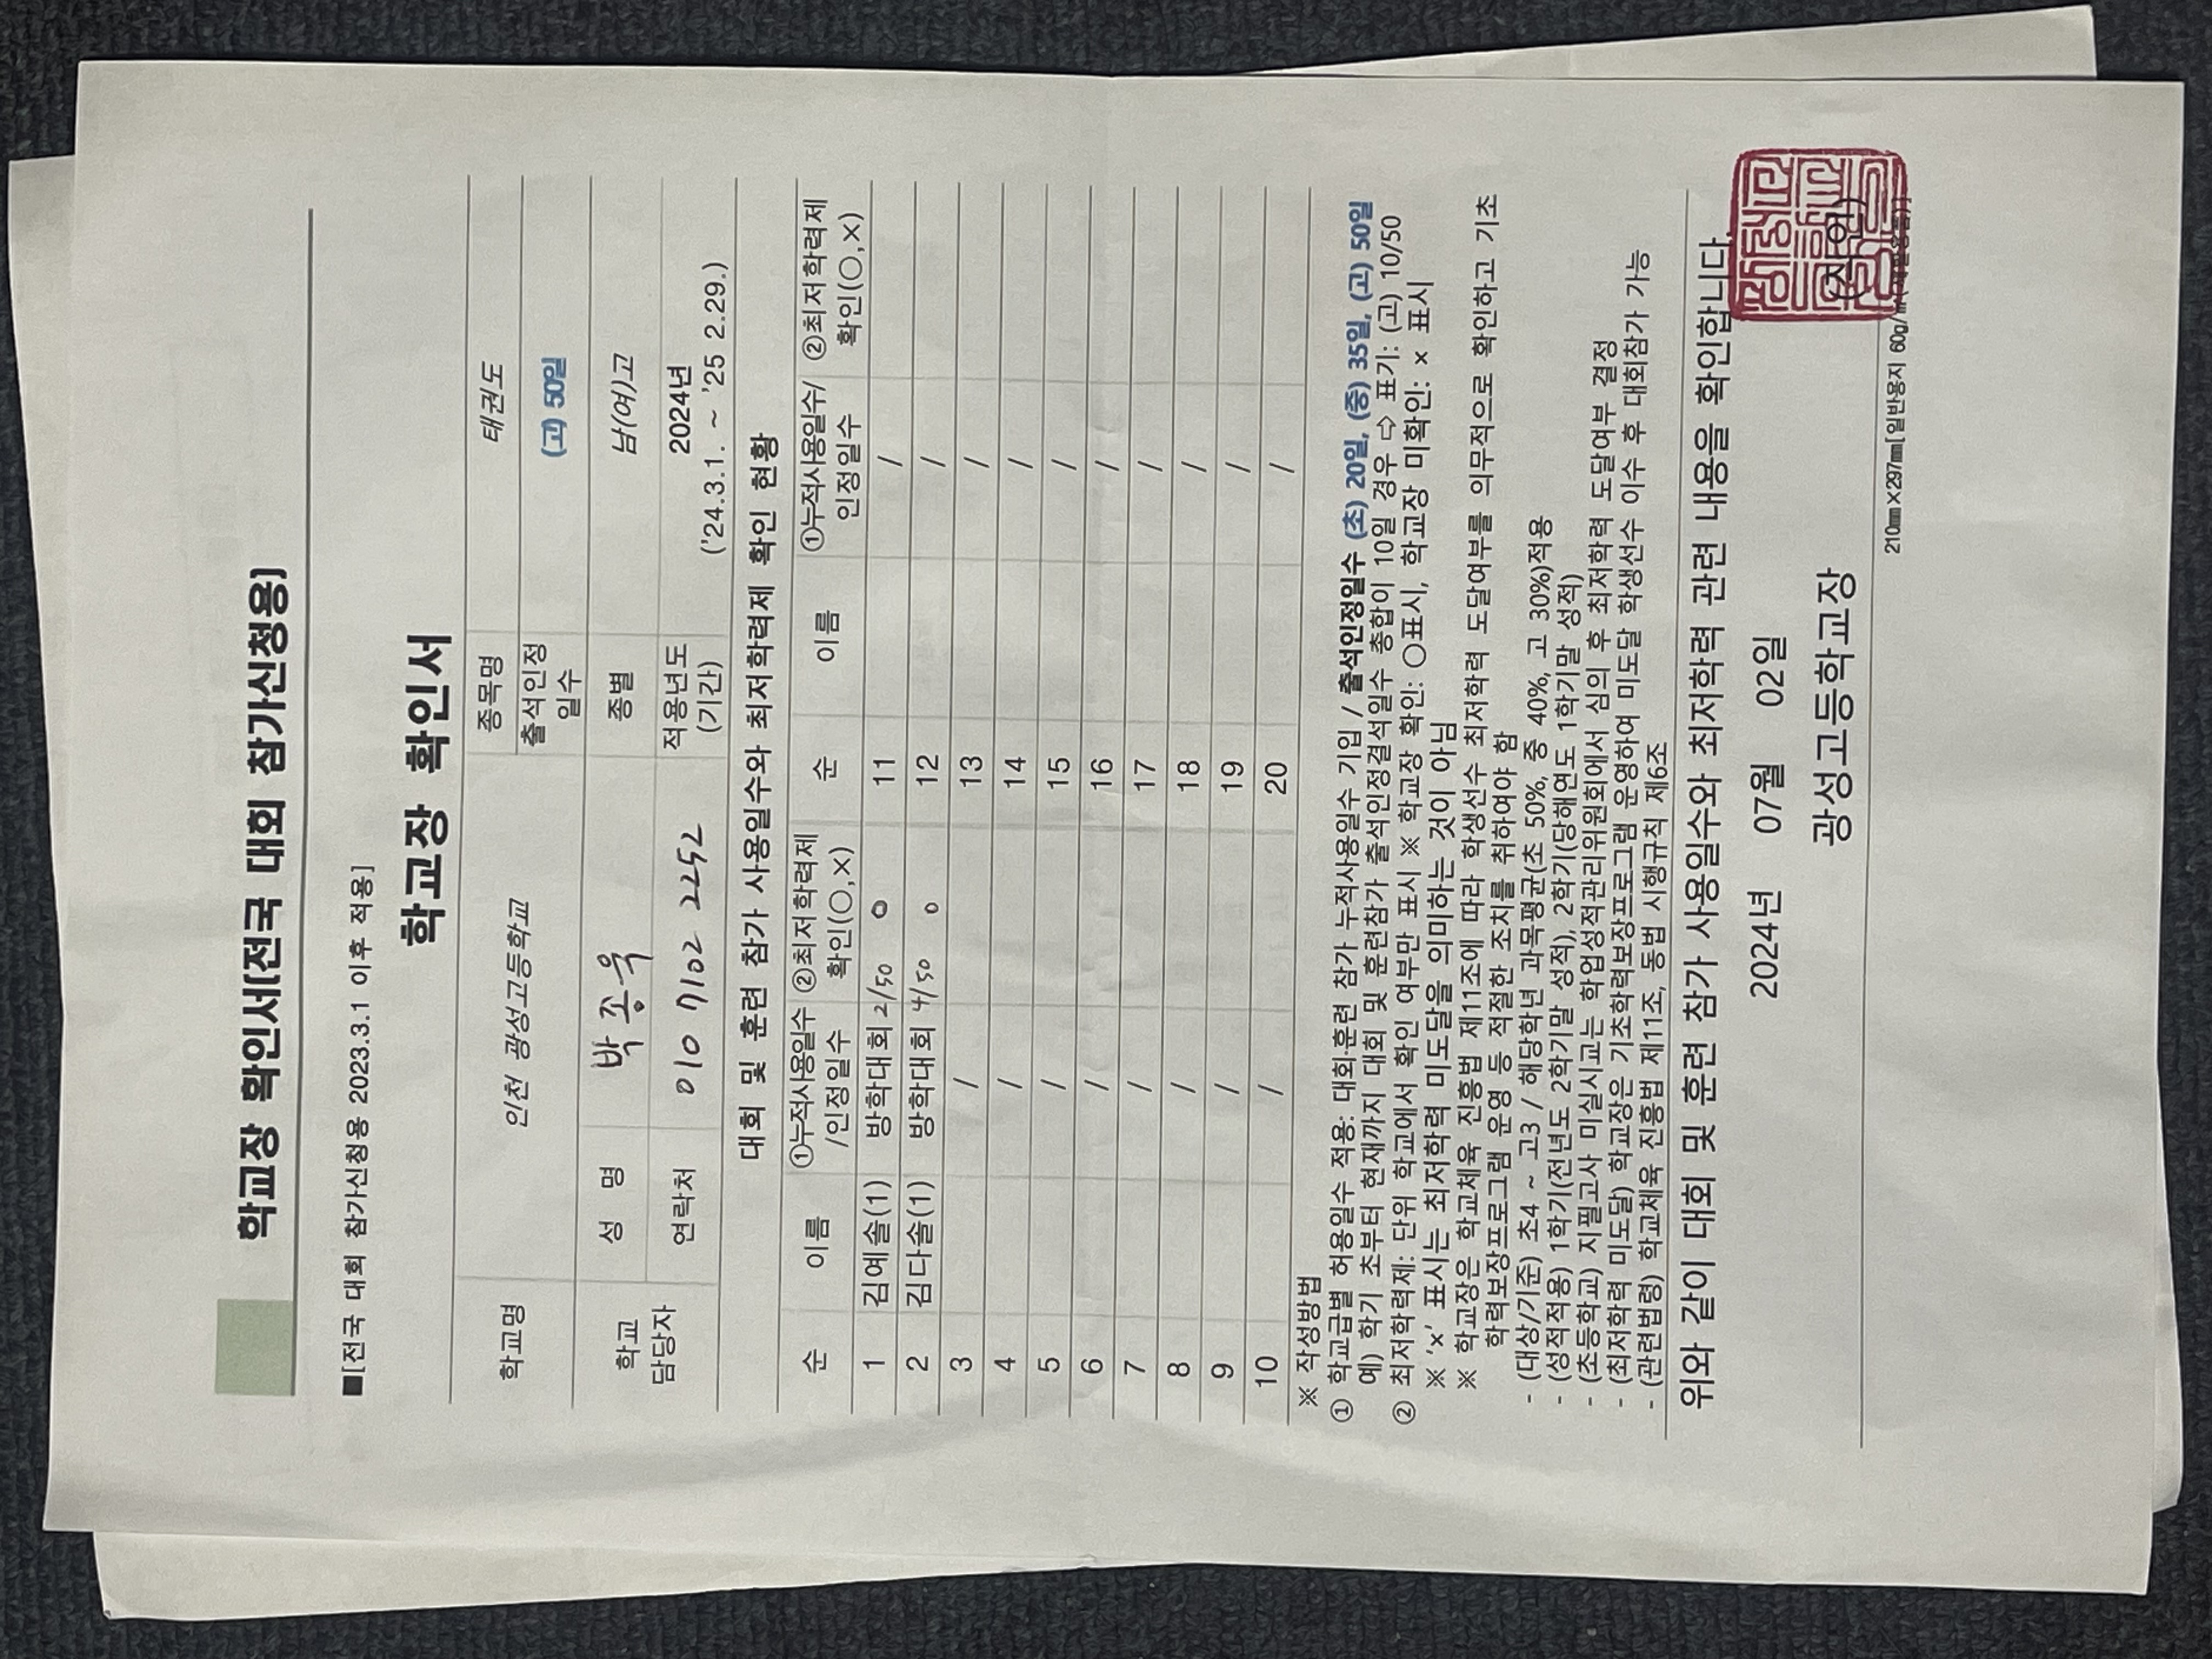 학교장 확인서(전국 대회 참가신청용)
■[전국 대회 참가신청용 2023.3.1 이후 적용]
학교장 확인서
학교명 인천 광성고등학교 종목명 태권도
출석인정일수 (고) 50일
학교 담당자 성 명 박종욱 종별 남(여)고
연락처 010 7102 2252 적용년도(기간) 2024년 ('24.3.1. ~ '25 2.29.)
대회 및 훈련 참가 사용일수와 최저학력제 확인 현황
순 이름 ①누적사용일수/인정일수 ②최저학력제 확인(○,×) 순 이름 ①누적사용일수/인정일수 ②최저학력제 확인(○,×)
1 김예솔(1) 방학대회 2/50 O 11 /
2 김다솔(1) 방학대회 4/50 O 12 /
3 / 13 /
4 / 14 /
5 / 15 /
6 / 16 /
7 / 17 /
8 / 18 /
9 / 19 /
10 / 20 /
※ 작성방법
① 학교급별 허용일수 적용: 대회·훈련 참가 누적사용일수 기입 / 출석인정일수 (초) 20일, (중) 35일, (고) 50일
예) 학기 초부터 현재까지 대회 및 훈련참가 출석인정결석일수 총합이 10일 경우 ⇨ 표기: (고) 10/50
② 최저학력제: 단위 학교에서 확인 여부만 표시 ※ 학교장 확인: ○표시, 학교장 미확인: × 표시
※ '×' 표시는 최저학력 미도달을 의미하는 것이 아님
※ 학교장은 학교체육 진흥법 제11조에 따라 학생선수 최저학력 도달여부를 의무적으로 확인하고 기초
학력보장프로그램 운영 등 적절한 조치를 취하여야 함
- (대상/기준) 초4 ~ 고3 / 해당학년 과목평균(초 50%, 중 40%, 고 30%)적용
- (성적적용) 1학기(전년도 2학기말 성적), 2학기(당해연도 1학기말 성적)
- (초등학교) 지필고사 미실시교는 학업성적관리위원회에서 심의 후 최저학력 도달여부 결정
- (최저학력 미도달) 학교장은 기초학력보장프로그램 운영하여 미도달 학생선수 이수 후 대회참가 가능
- (관련법령) 학교체육 진흥법 제11조, 동법 시행규칙 제6조
위와 같이 대회 및 훈련 참가 사용일수와 최저학력 관련 내용을 확인합니다.
2024년 07월 02일
광성고등학교장 (직인)
210㎜×297㎜[일반용지 60g/㎡(재활용품)]